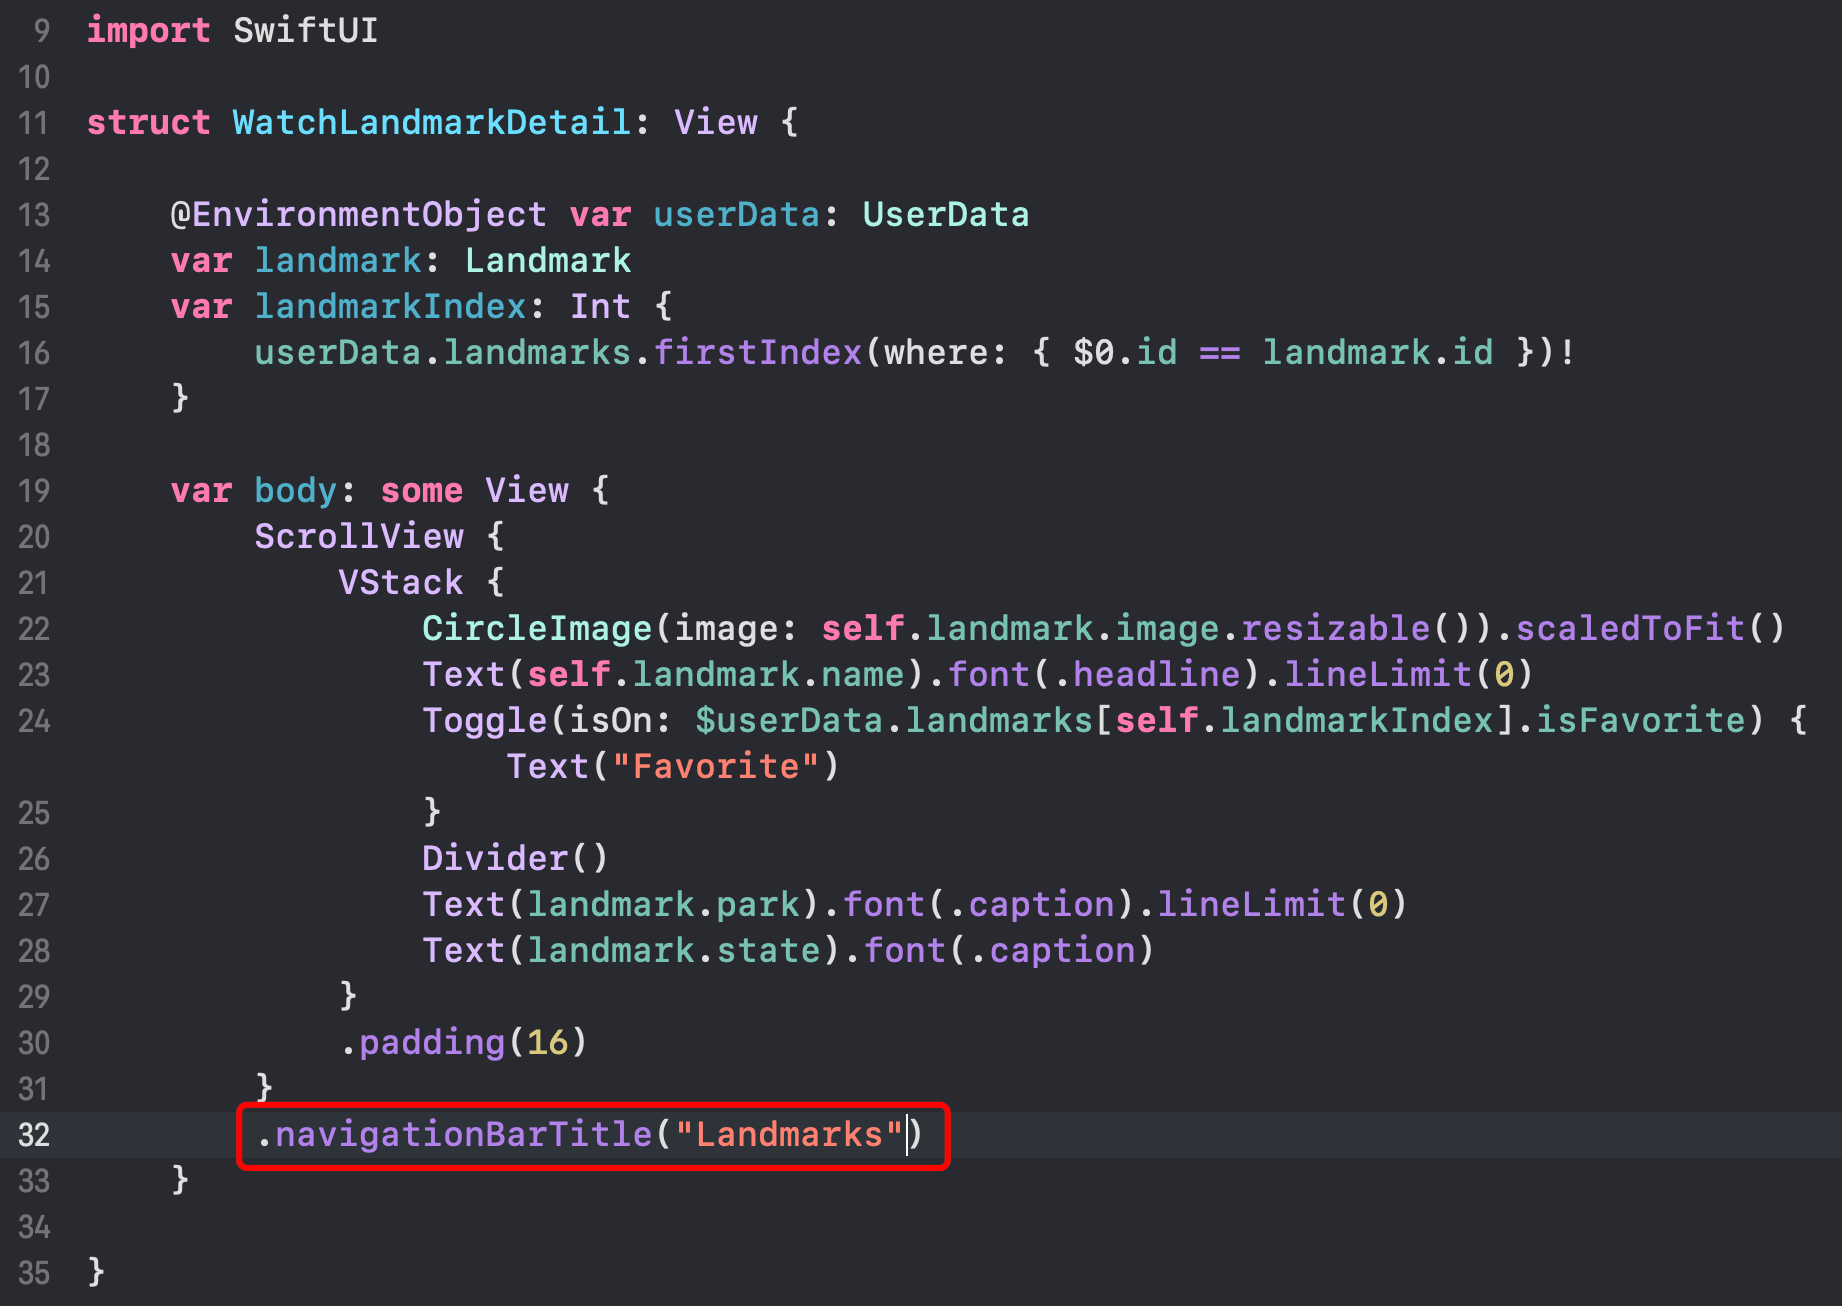 9 import SwiftUI
10
11 struct WatchLandmarkDetail: View {
12
13     @EnvironmentObject var userData: UserData
14     var landmark: Landmark
15     var landmarkIndex: Int {
16         userData.landmarks.firstIndex(where: { $0.id == landmark.id })!
17     }
18
19     var body: some View {
20         ScrollView {
21             VStack {
22                 CircleImage(image: self.landmark.image.resizable()).scaledToFit()
23                 Text(self.landmark.name).font(.headline).lineLimit(0)
24                 Toggle(isOn: $userData.landmarks[self.landmarkIndex].isFavorite) {
                    Text("Favorite")
25                 }
26                 Divider()
27                 Text(landmark.park).font(.caption).lineLimit(0)
28                 Text(landmark.state).font(.caption)
29             }
30             .padding(16)
31         }
32         .navigationBarTitle("Landmarks")
33     }
34
35 }